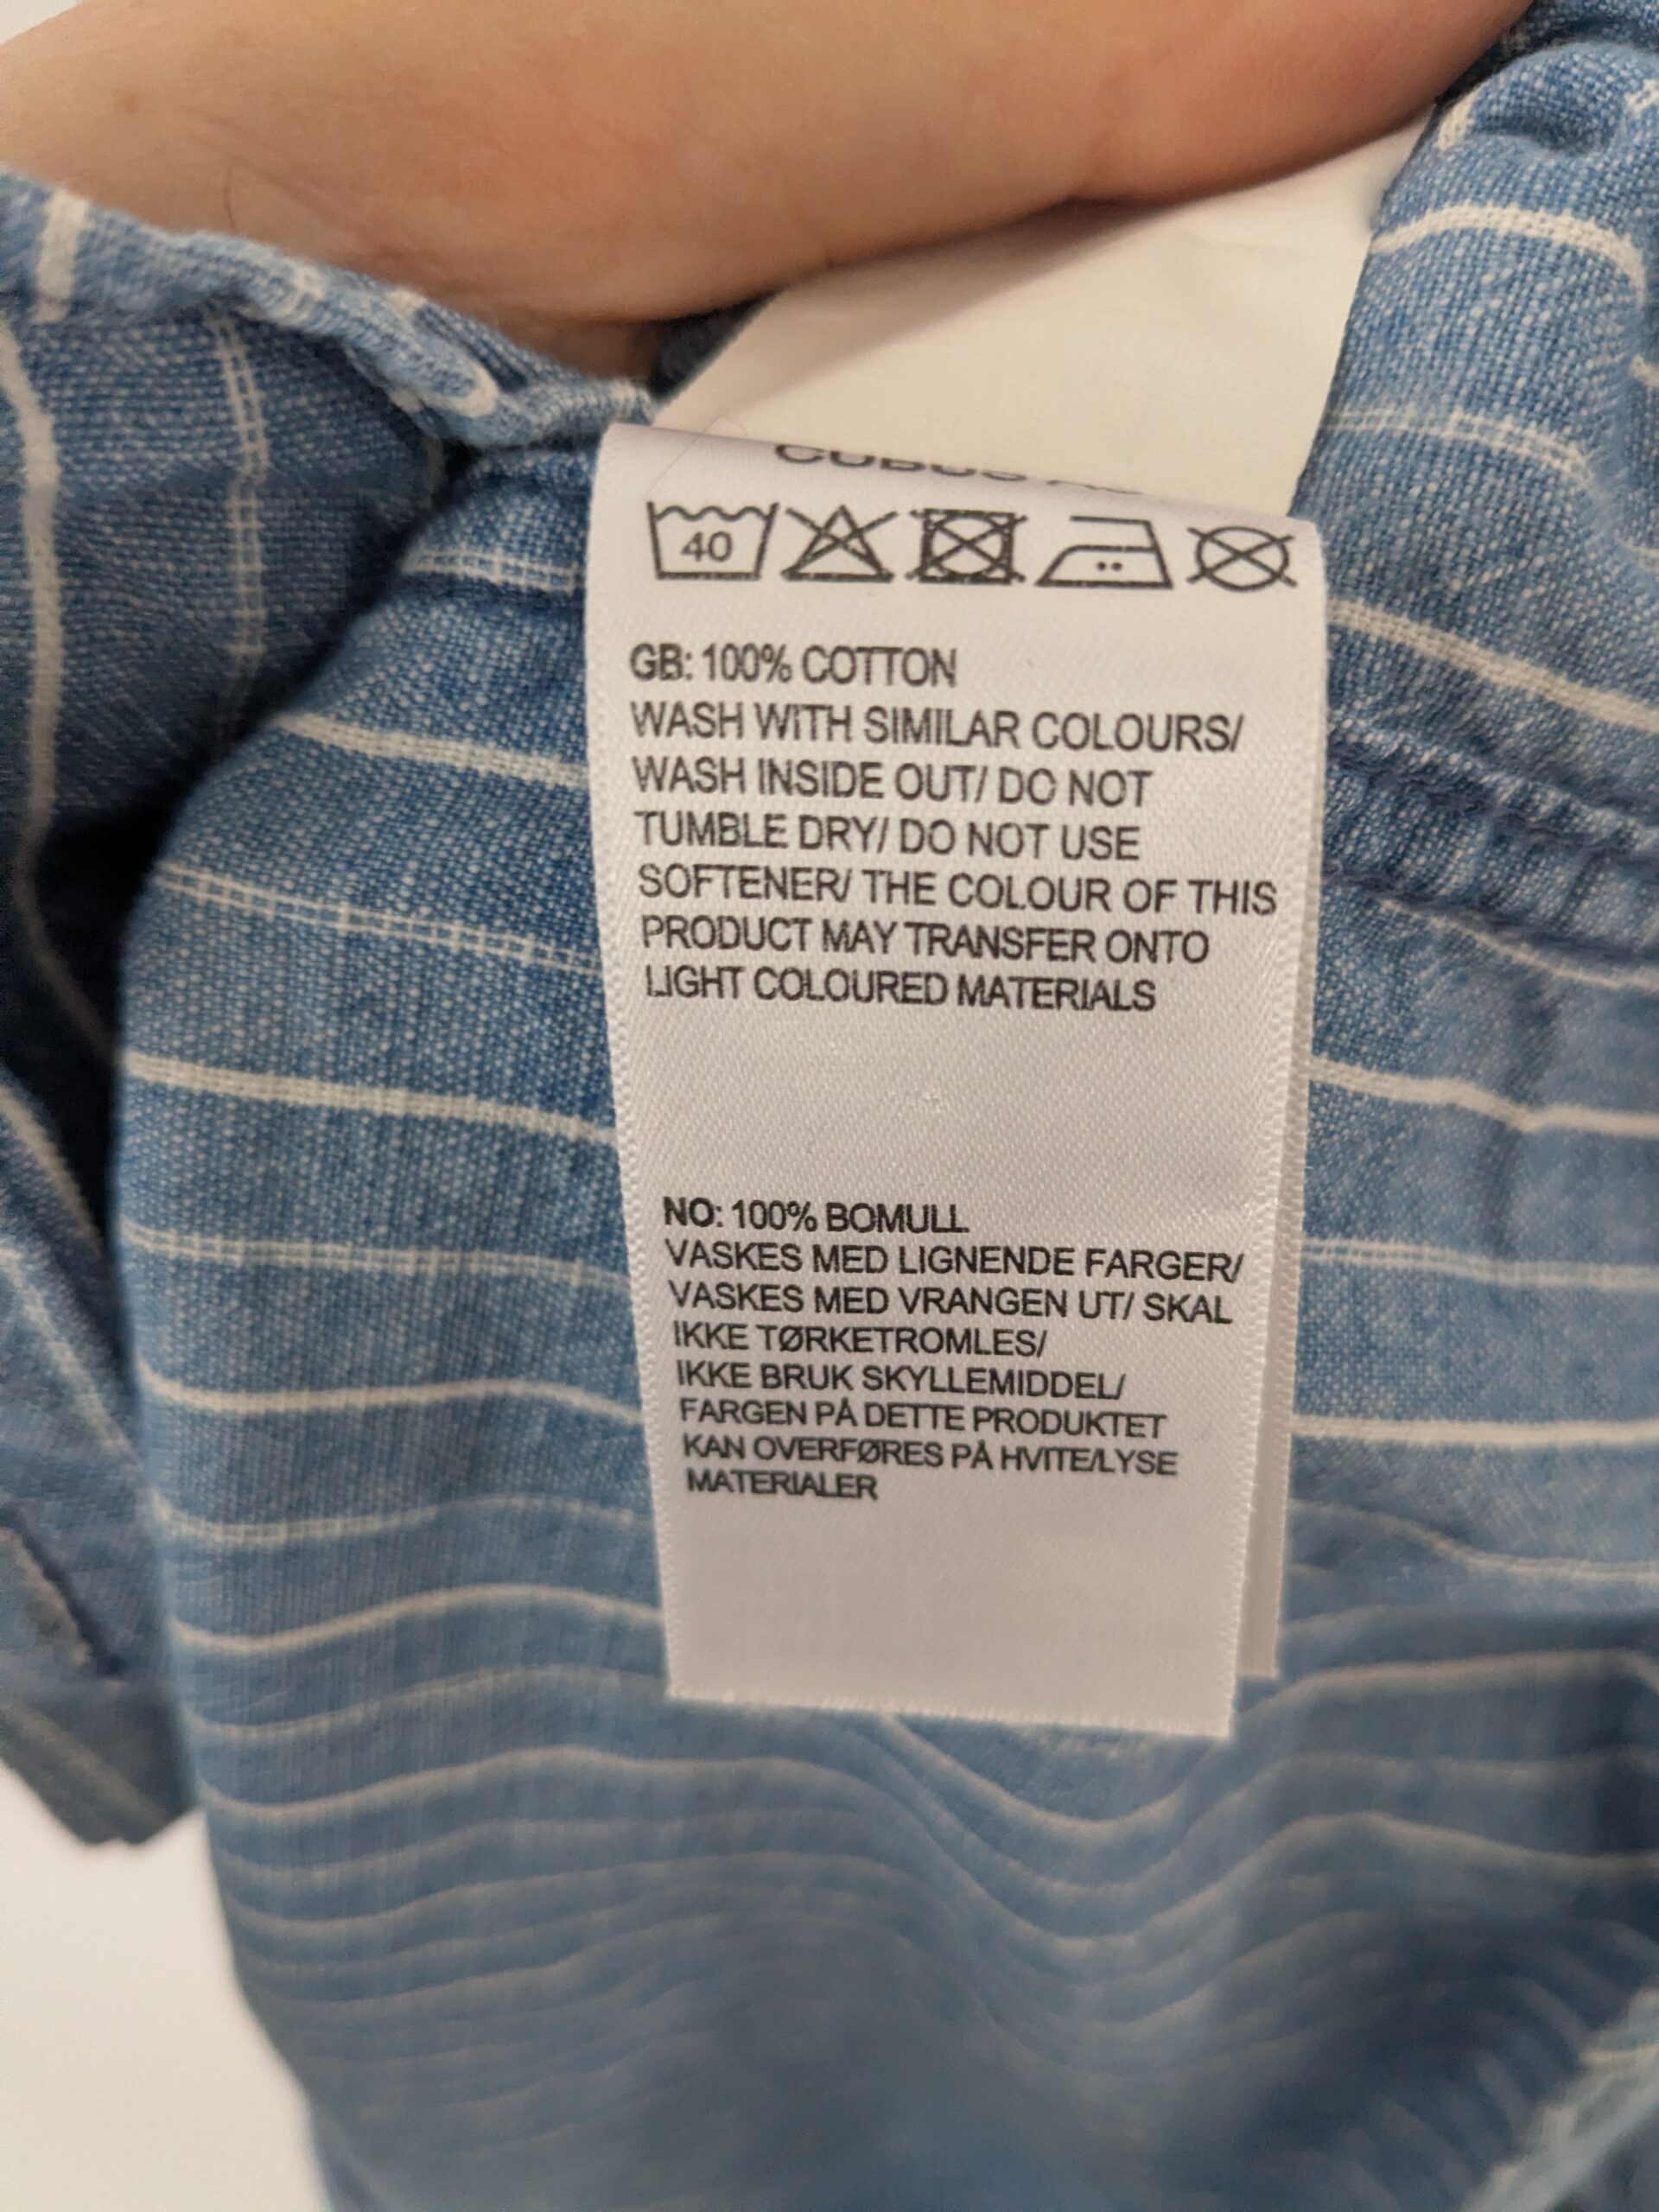 40
GB: 100% COTTON
WASH WITH SIMILAR COLOURS/
WASH INSIDE OUT/ DO NOT
TUMBLE DRY/ DO NOT USE
SOFTENER/ THE COLOUR OF THIS
PRODUCT MAY TRANSFER ONTO
LIGHT COLOURED MATERIALS
NO: 100% BOMULL
VASKES MED LIGNENDE FARGER/
VASKES MED VRANGEN UT/ SKAL
IKKE TØRKETROMLES/
IKKE BRUK SKYLLEMIDDEL/
FARGEN PÅ DETTE PRODUKTET
KAN OVERFØRES PÅ HVITE/LYSE
MATERIALER